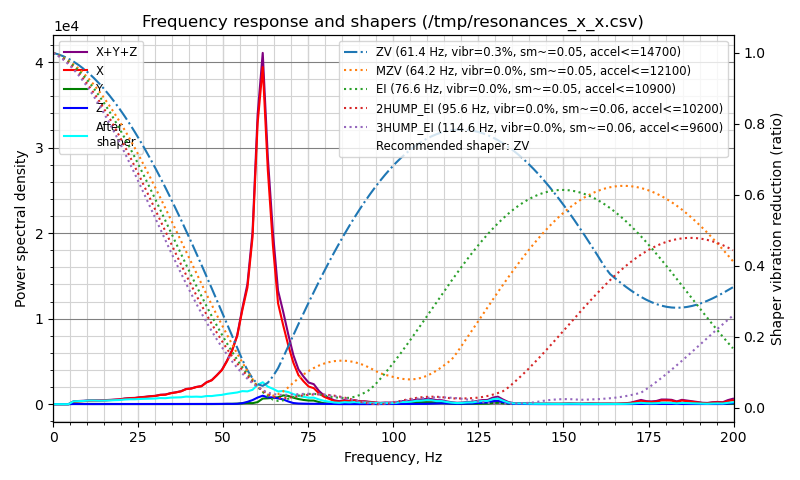 Frequency response and shapers (/tmp/resonances_x_x.csv)
1e4
X+Y+Z
X
Y
Z
After
shaper
ZV (61.4 Hz, vibr=0.3%, sm~=0.05, accel<=14700)
MZV (64.2 Hz, vibr=0.0%, sm~=0.05, accel<=12100)
EI (76.6 Hz, vibr=0.0%, sm~=0.05, accel<=10900)
2HUMP_EI (95.6 Hz, vibr=0.0%, sm~=0.06, accel<=10200)
3HUMP_EI (114.6 Hz, vibr=0.0%, sm~=0.06, accel<=9600)
Recommended shaper: ZV
Power spectral density
4
3
2
1
0
Shaper vibration reduction (ratio)
1.0
0.8
0.6
0.4
0.2
0.0
0 25 50 75 100 125 150 175 200
Frequency, Hz